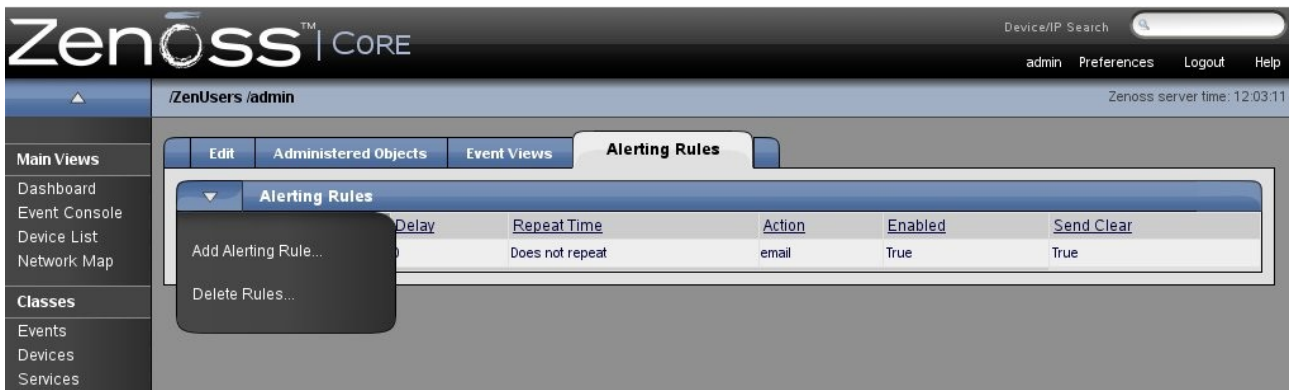 Zenoss™ | CORE
Device/IP Search
admin Preferences Logout Help
/ZenUsers /admin
Zenoss server time: 12:03:11
Edit Administered Objects Event Views Alerting Rules
Main Views
Dashboard
Event Console
Device List
Network Map
Classes
Events
Devices
Services
Alerting Rules
Delay Repeat Time Action Enabled Send Clear
Does not repeat email True True
Add Alerting Rule...
Delete Rules...